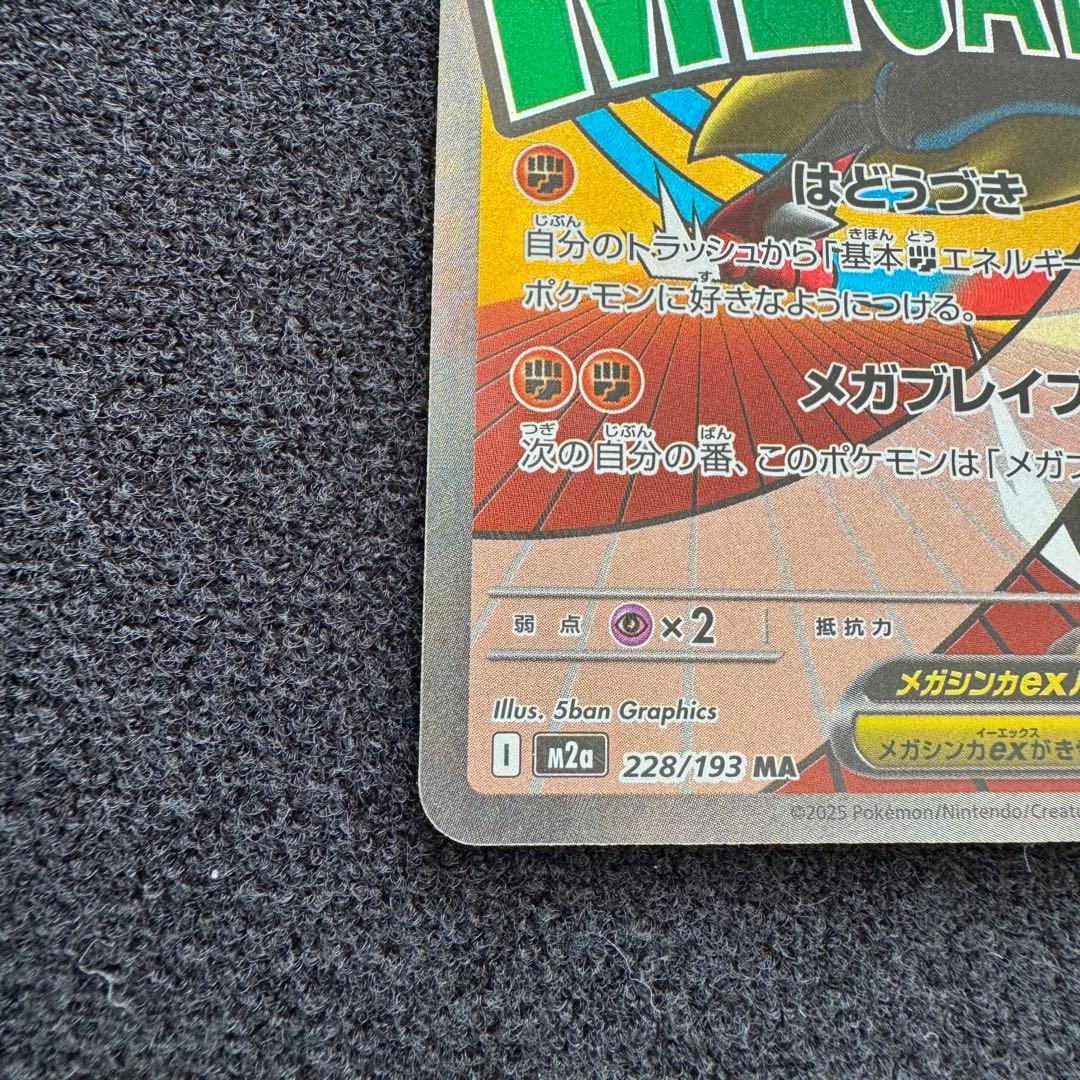 MEGA
はどうづき
じぶん きほん とう
自分のトラッシュから「基本エネルギー
す
ポケモンに好きなようにつける。
メガブレイブ
つぎ じぶん ばん
次の自分の番、このポケモンは「メガブ
弱点 ×2 抵抗力
メガシンカex
Illus. 5ban Graphics
イーエックス
メガシンカexがき
I M2a 228/193 MA
©2025 Pokémon/Nintendo/Creatu